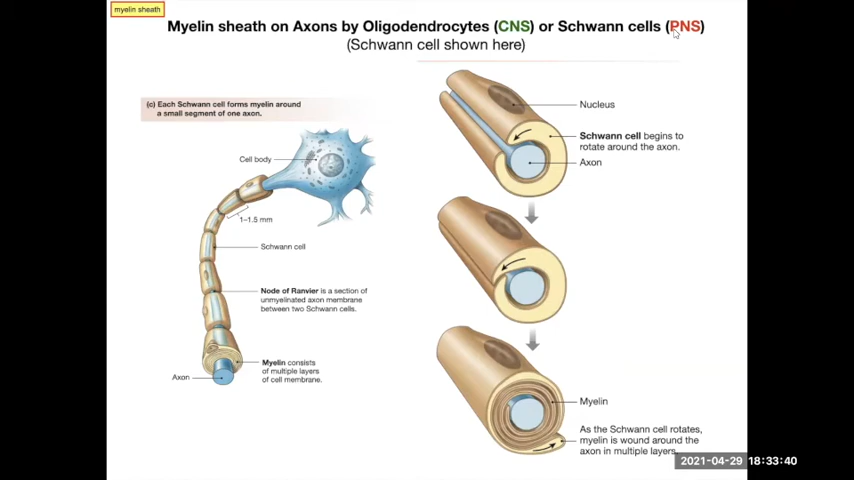 myelin sheath
Myelin sheath on Axons by Oligodendrocytes (CNS) or Schwann cells (PNS)
(Schwann cell shown here)
(c) Each Schwann cell forms myelin around
a small segment of one axon.
Cell body
1–1.5 mm
Schwann cell
Node of Ranvier is a section of
unmyelinated axon membrane
between two Schwann cells.
Myelin consists
of multiple layers
of cell membrane.
Axon
Nucleus
Schwann cell begins to
rotate around the axon.
Axon
Myelin
As the Schwann cell rotates,
myelin is wound around the
axon in multiple layers.
2021-04-29 18:33:40